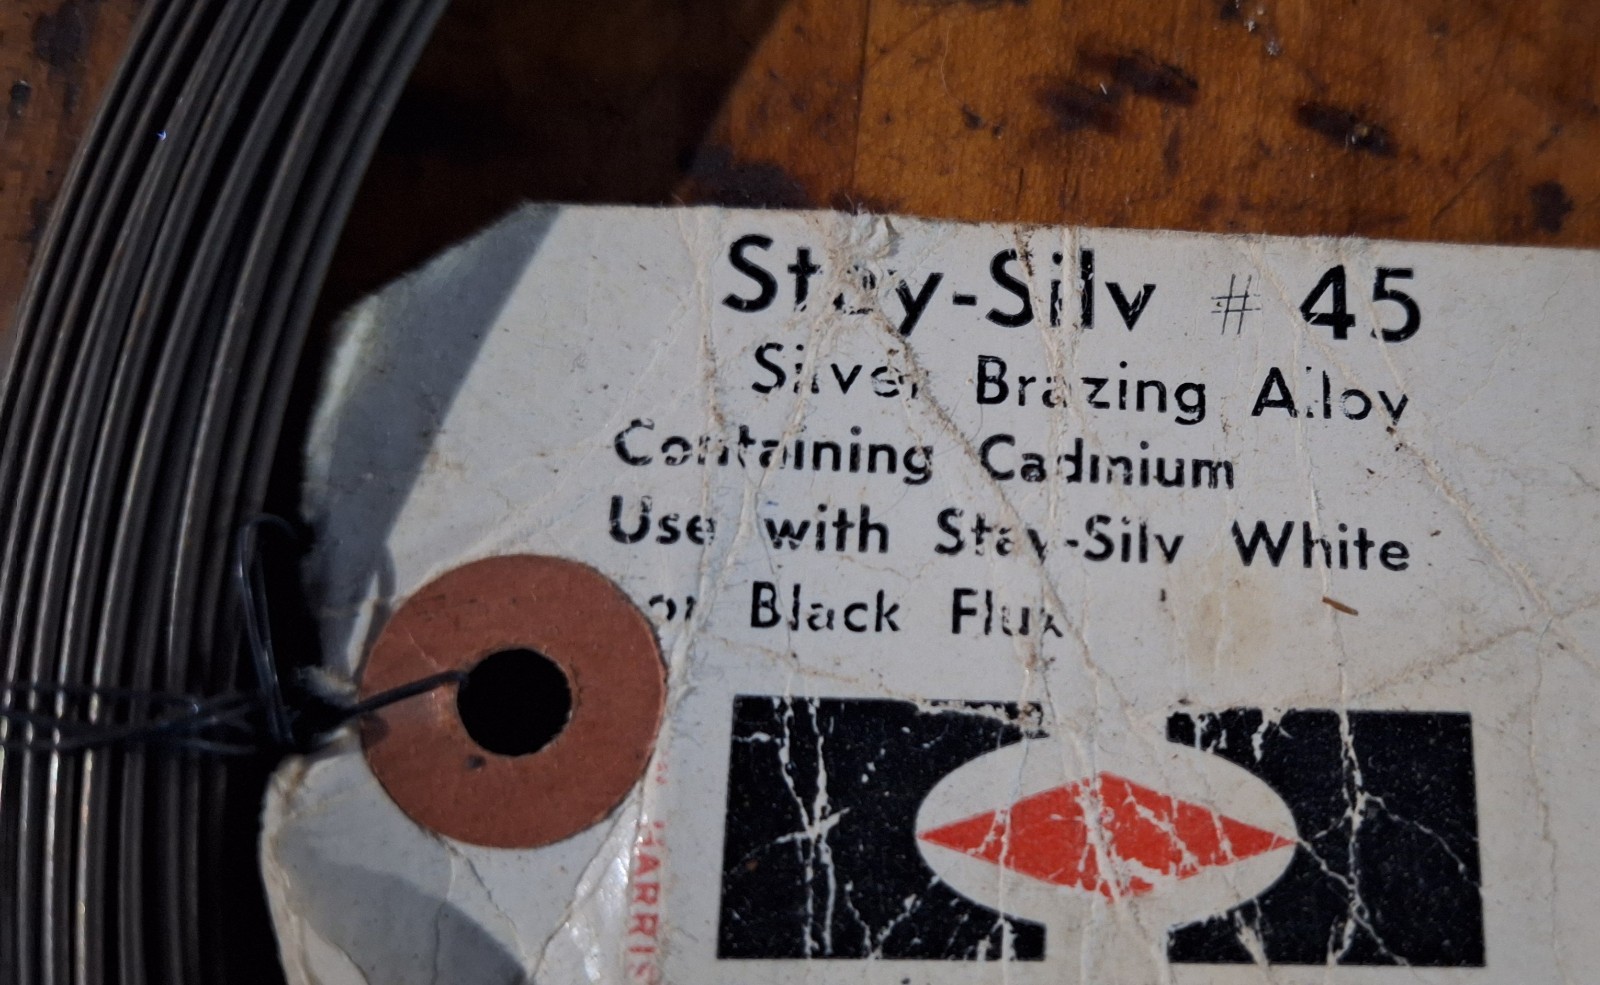 Stay-Silv # 45
Silver Brazing Alloy
Containing Cadmium
Use with Stay-Silv White
or Black Flux
HARRIS